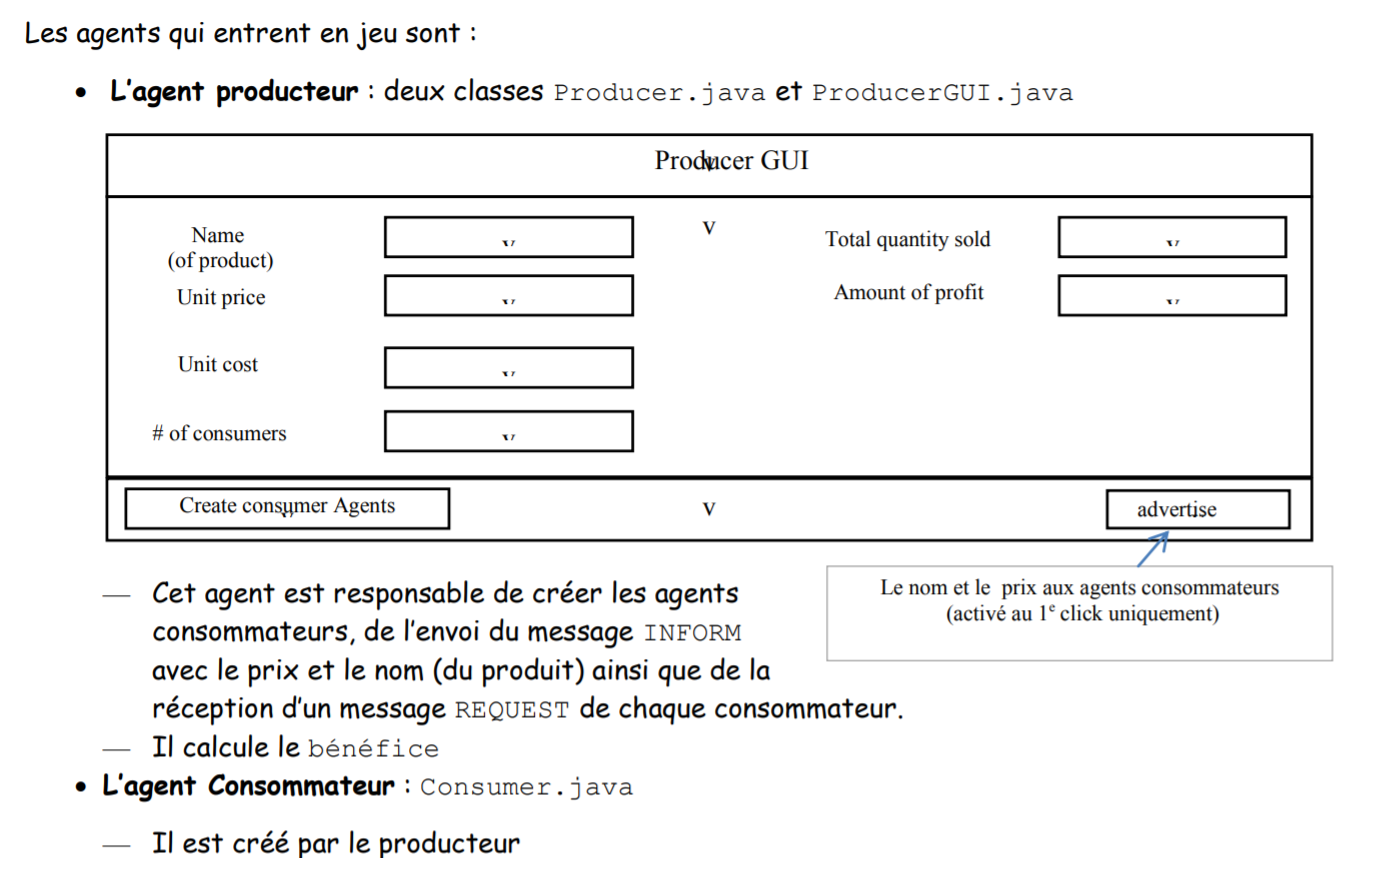 Les agents qui entrent en jeu sont :
• L'agent producteur : deux classes Producer.java et ProducerGUI.java
Producer GUI
v
Name
(of product)
Total quantity sold
Unit price
Amount of profit
Unit cost
# of consumers
Create consumer Agents
v
advertise
— Cet agent est responsable de créer les agents
consommateurs, de l'envoi du message INFORM
avec le prix et le nom (du produit) ainsi que de la
réception d'un message REQUEST de chaque consommateur.
Le nom et le prix aux agents consommateurs
(activé au 1e click uniquement)
— Il calcule le bénéfice
• L'agent Consommateur : Consumer.java
— Il est créé par le producteur